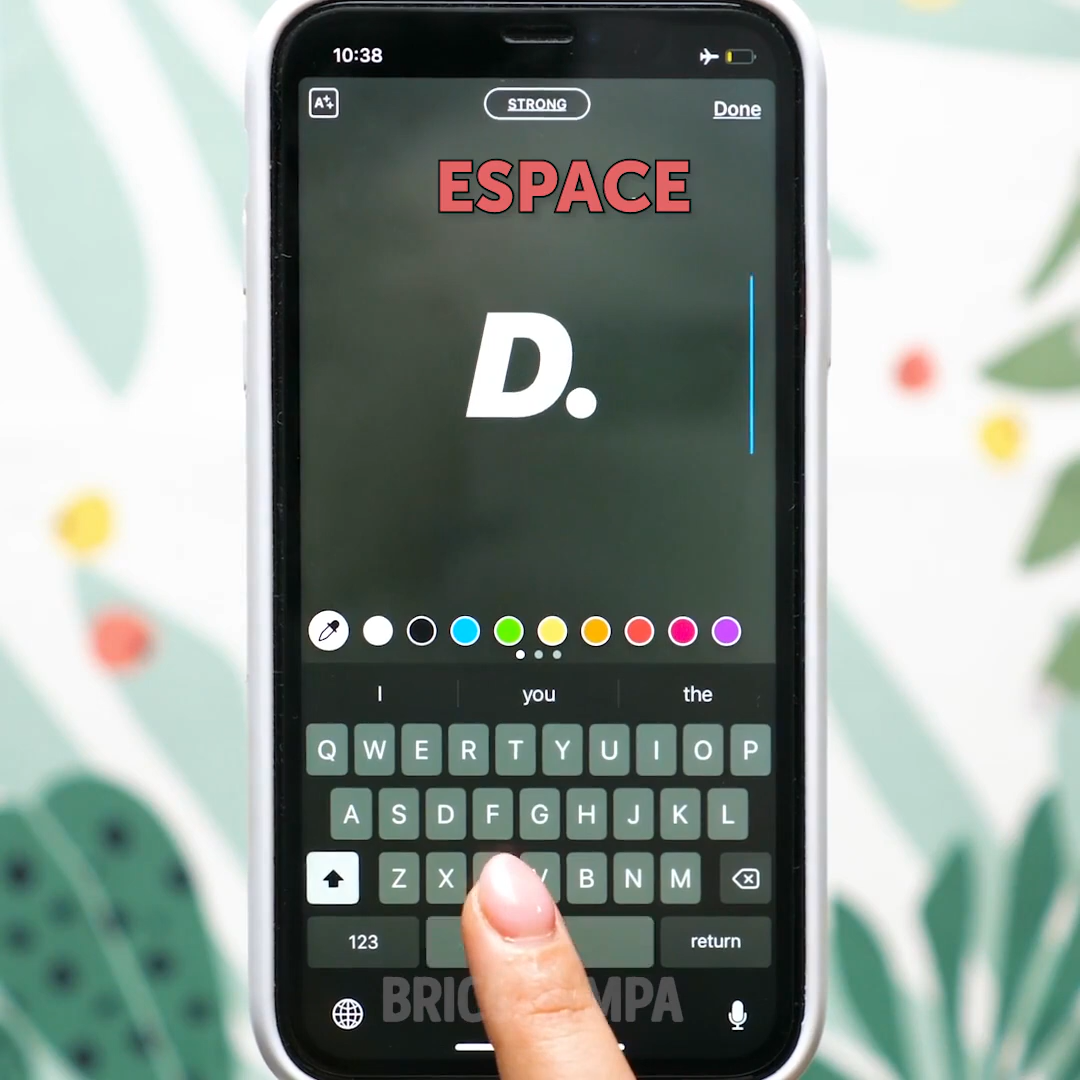 10:38
STRONG
Done
ESPACE
D.
I you the
Q W E R T Y U I O P
A S D F G H J K L
Z X V B N M
123 return